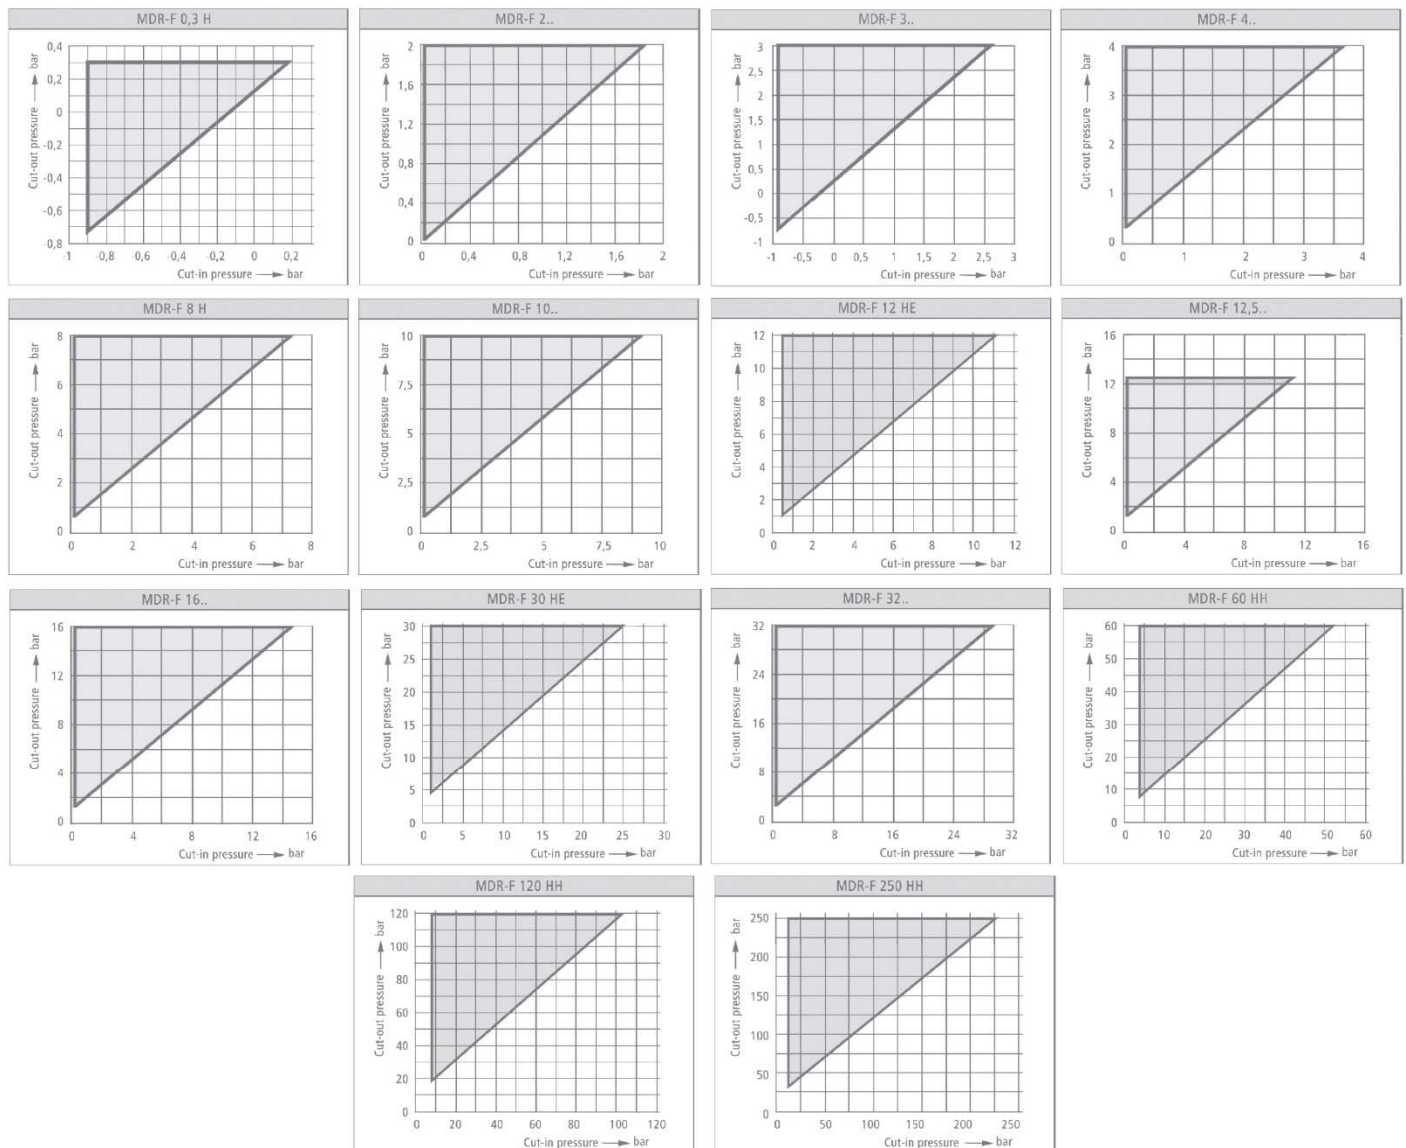 MDR-F 0,3 H
Cut-out pressure bar
0,4
0,2
0
-0,2
-0,4
-0,6
-0,8
-1 -0,8 -0,6 -0,4 -0,2 0 0,2
Cut-in pressure bar
MDR-F 2..
Cut-out pressure bar
2
1,6
1,2
0,8
0,4
0
0 0,4 0,8 1,2 1,6 2
Cut-in pressure bar
MDR-F 3..
Cut-out pressure bar
3
2,5
2
1,5
1
0,5
0
-0,5
-1
-1 -0,5 0 0,5 1 1,5 2 2,5 3
Cut-in pressure bar
MDR-F 4..
Cut-out pressure bar
4
3
2
1
0
0 1 2 3 4
Cut-in pressure bar
MDR-F 8 H
Cut-out pressure bar
8
6
4
2
0
0 2 4 6 8
Cut-in pressure bar
MDR-F 10..
Cut-out pressure bar
10
7,5
5
2,5
0
0 2,5 5 7,5 10
Cut-in pressure bar
MDR-F 12 HE
Cut-out pressure bar
12
10
8
6
4
2
0
0 2 4 6 8 10 12
Cut-in pressure bar
MDR-F 12,5..
Cut-out pressure bar
16
12
8
4
0
0 4 8 12 16
Cut-in pressure bar
MDR-F 16..
Cut-out pressure bar
16
12
8
4
0
0 4 8 12 16
Cut-in pressure bar
MDR-F 30 HE
Cut-out pressure bar
30
25
20
15
10
5
0
0 5 10 15 20 25 30
Cut-in pressure bar
MDR-F 32..
Cut-out pressure bar
32
24
16
8
0
0 8 16 24 32
Cut-in pressure bar
MDR-F 60 HH
Cut-out pressure bar
60
50
40
30
20
10
0
0 10 20 30 40 50 60
Cut-in pressure bar
MDR-F 120 HH
Cut-out pressure bar
120
100
80
60
40
20
0
0 20 40 60 80 100 120
Cut-in pressure bar
MDR-F 250 HH
Cut-out pressure bar
250
200
150
100
50
0
0 50 100 150 200 250
Cut-in pressure bar